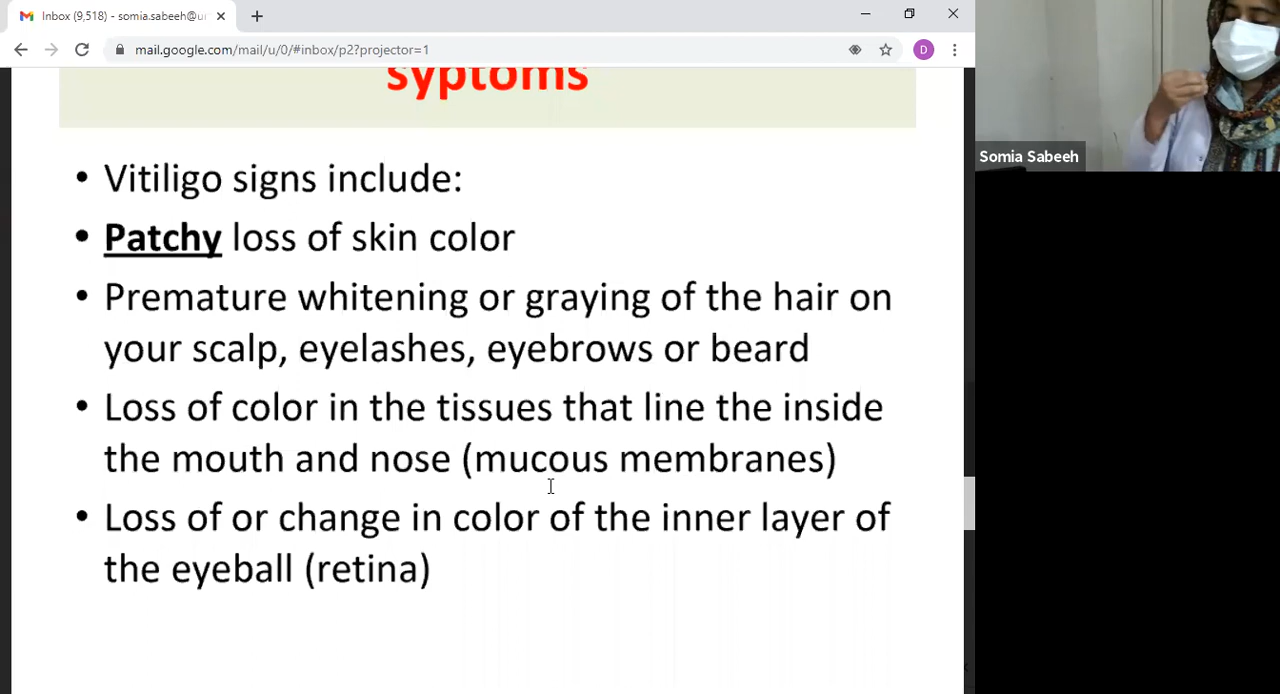 Inbox (9,518) - somia.sabeeh@u
mail.google.com/mail/u/0/#inbox/p2?projector=1
D
syptoms
Somia Sabeeh
• Vitiligo signs include:
• Patchy loss of skin color
• Premature whitening or graying of the hair on
your scalp, eyelashes, eyebrows or beard
• Loss of color in the tissues that line the inside
the mouth and nose (mucous membranes)
• Loss of or change in color of the inner layer of
the eyeball (retina)